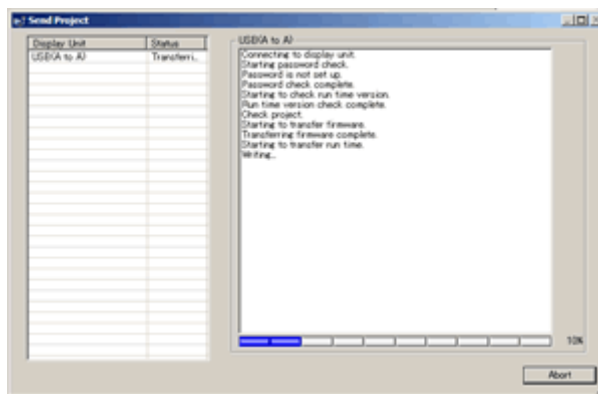 Send Project
Display Unit Status
USB(A to A) Transferri..
USB(A to A)
Connecting to display unit.
Starting password check.
Password is not set up.
Password check complete.
Starting to check run time version.
Run time version check complete.
Check project.
Starting to transfer firmware.
Transferring firmware complete.
Starting to transfer run time.
Writing..
10%
Abort